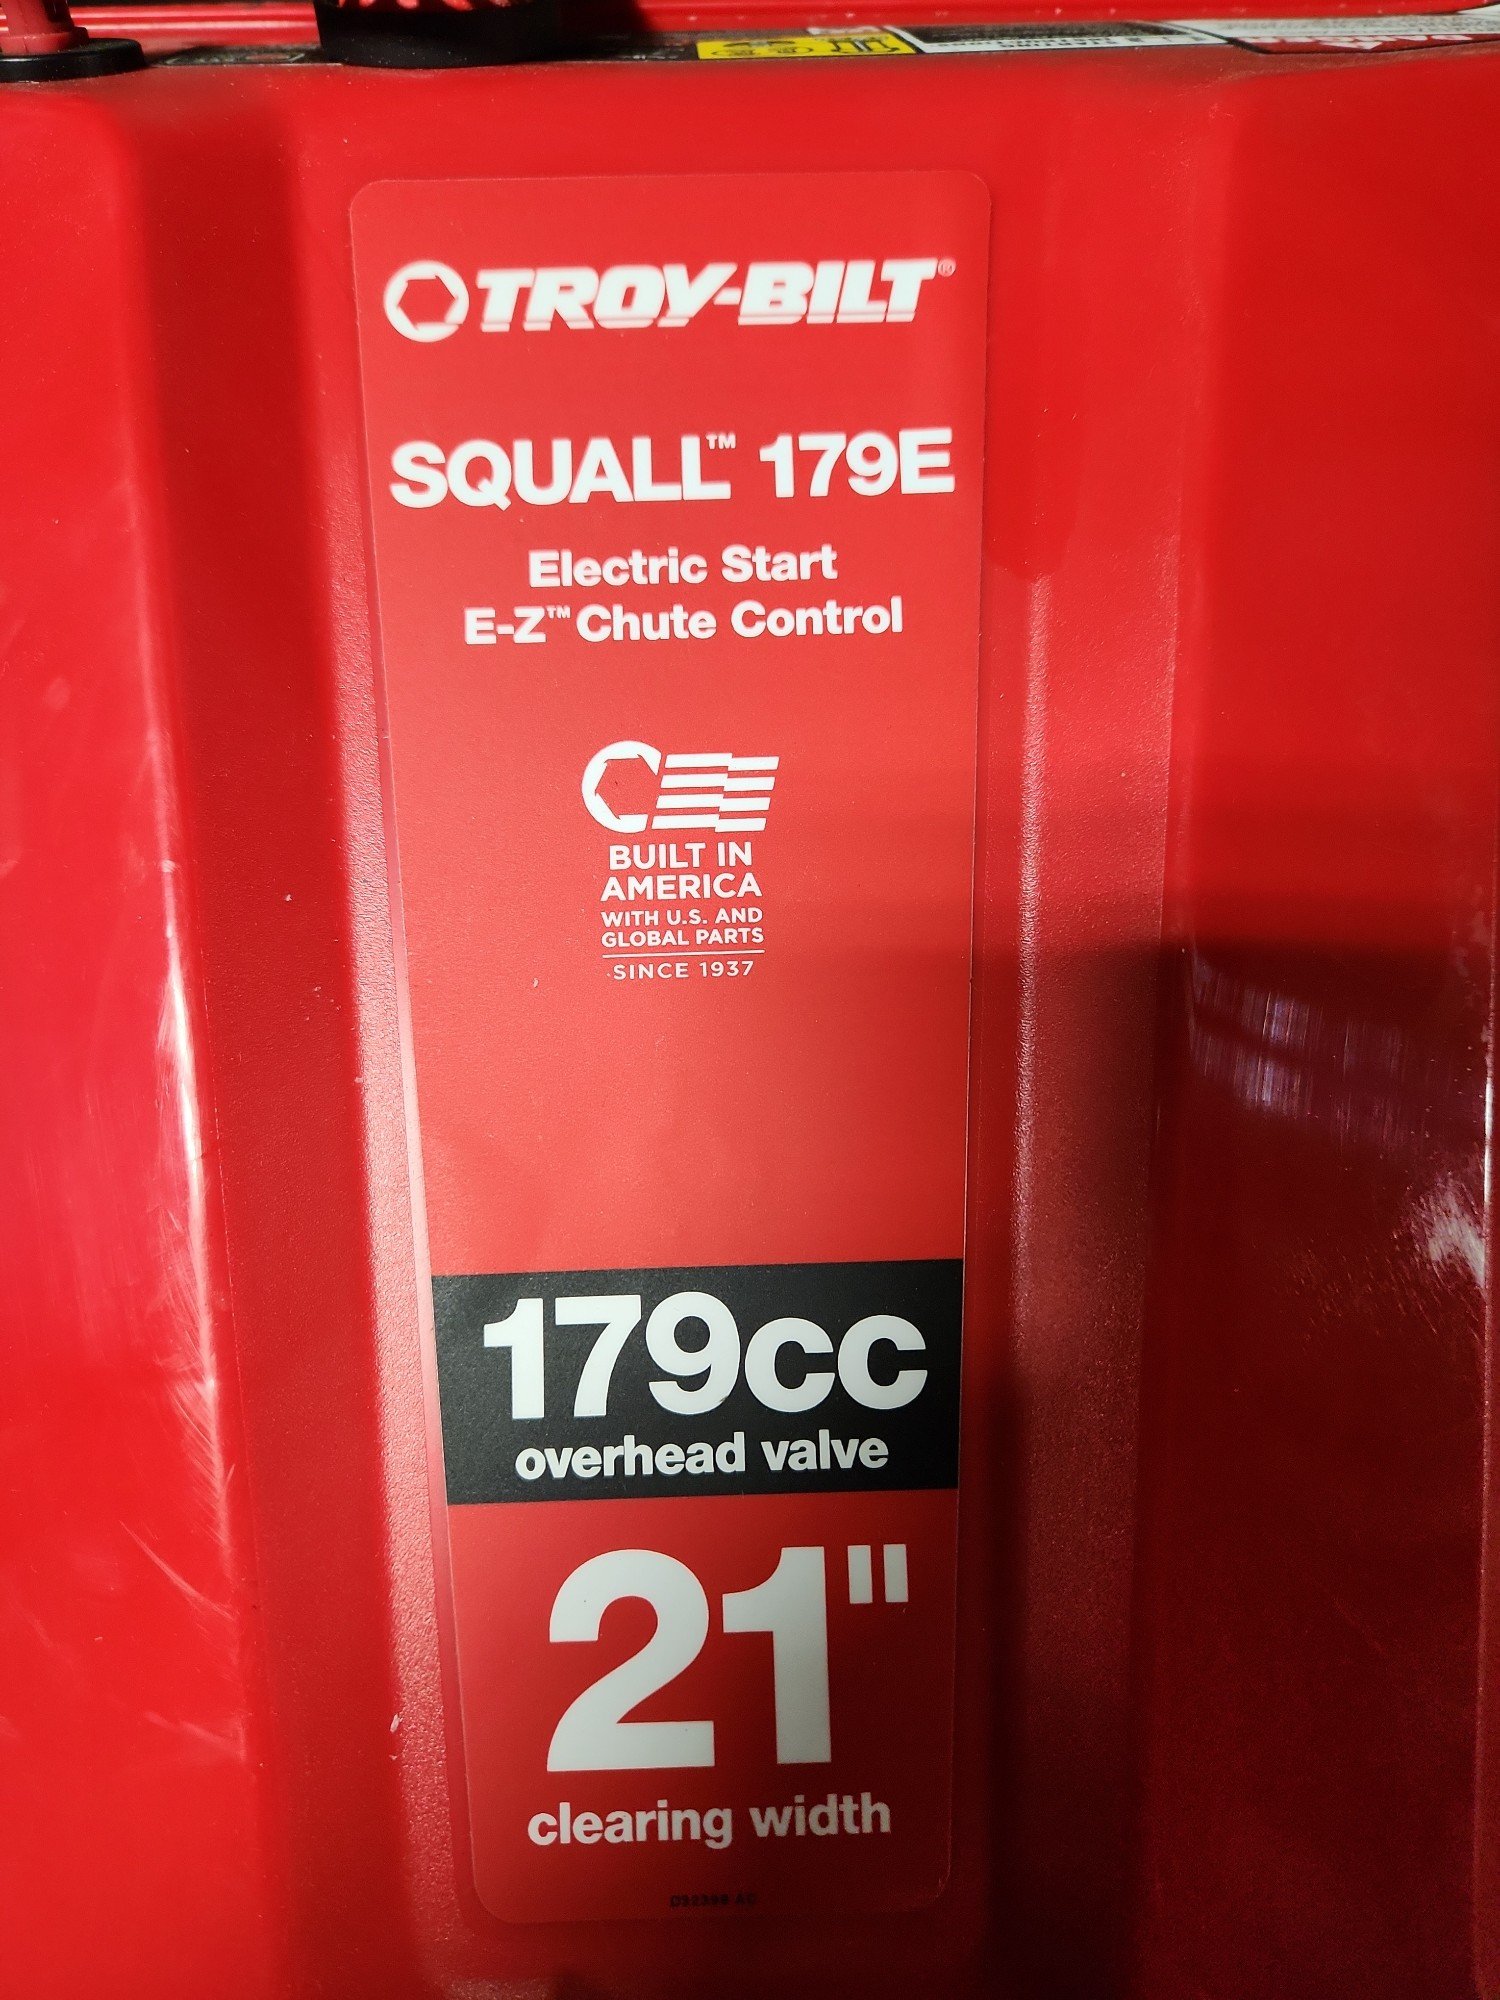 TROY-BILT®
SQUALL™ 179E
Electric Start
E-Z™ Chute Control
BUILT IN
AMERICA
WITH U.S. AND
GLOBAL PARTS
SINCE 1937
179cc
overhead valve
21"
clearing width